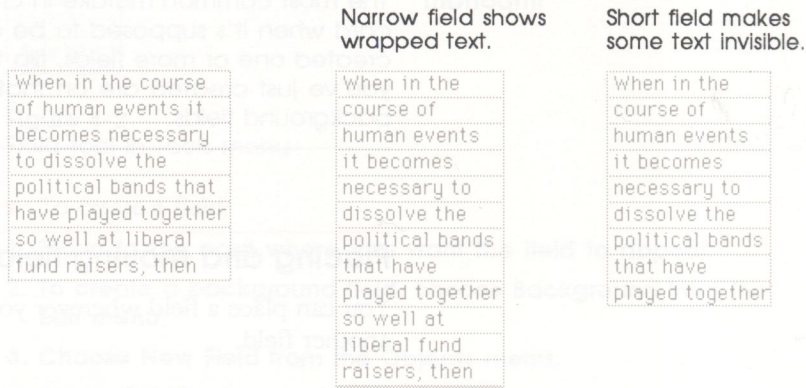 Narrow field shows
wrapped text.
Short field makes
some text invisible.
When in the course
of human events it
becomes necessary
to dissolve the
political bands that
have played together
so well at liberal
fund raisers, then
When in the
course of
human events
it becomes
necessary to
dissolve the
political bands
that have
played together
so well at
liberal fund
raisers, then
When in the
course of
human events
it becomes
necessary to
dissolve the
political bands
that have
played together